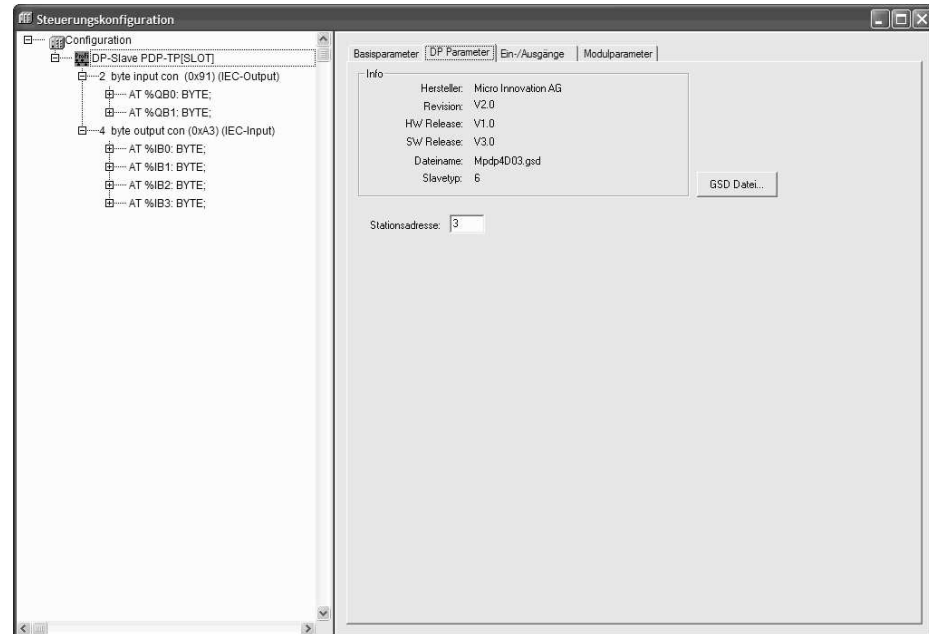 Steuerungskonfiguration
Configuration
DP-Slave PDP-TP[SLOT]
2 byte input con (0x91) (IEC-Output)
AT %QB0: BYTE;
AT %QB1: BYTE;
4 byte output con (0xA3) (IEC-Input)
AT %IB0: BYTE;
AT %IB1: BYTE;
AT %IB2: BYTE;
AT %IB3: BYTE;
Basisparameter DP Parameter Ein-/Ausgänge Modulparameter
Info
Hersteller: Micro Innovation AG
Revision: V2.0
HW Release: V1.0
SW Release: V3.0
Dateiname: Mpdp4D03.gsd
Slavetyp: 6
GSD Datei...
Stationsadresse: 3